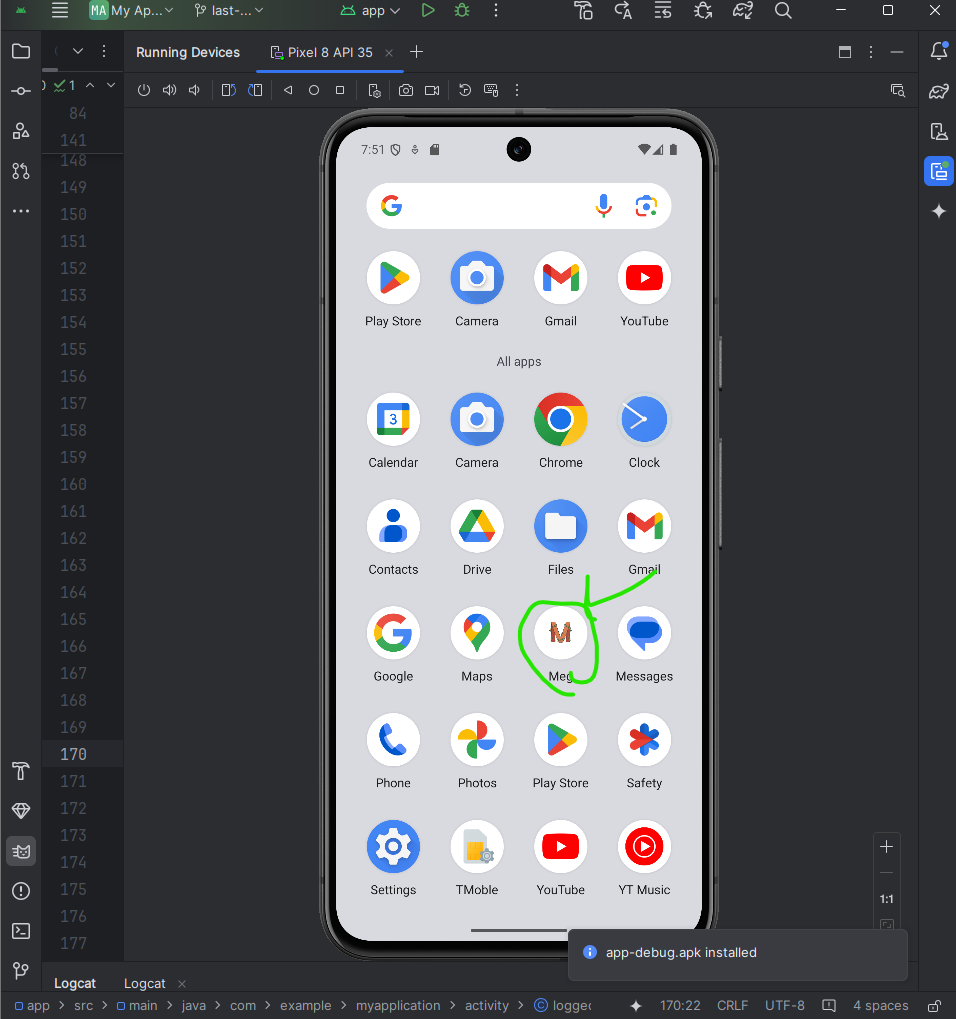 MA My Ap... last-... app
Running Devices Pixel 8 API 35
1
84
141
148
149
150
151
152
153
154
155
156
157
158
159
160
161
162
163
164
165
166
167
168
169
170
171
172
173
174
175
176
177
7:51
Play Store Camera Gmail YouTube
All apps
3
Calendar Camera Chrome Clock
Contacts Drive Files Gmail
M
Google Maps Meg Messages
Phone Photos Play Store Safety
Settings TMoble YouTube YT Music
1:1
app-debug.apk installed
Logcat Logcat
app > src > main > java > com > example > myapplication > activity > logged
170:22 CRLF UTF-8 4 spaces